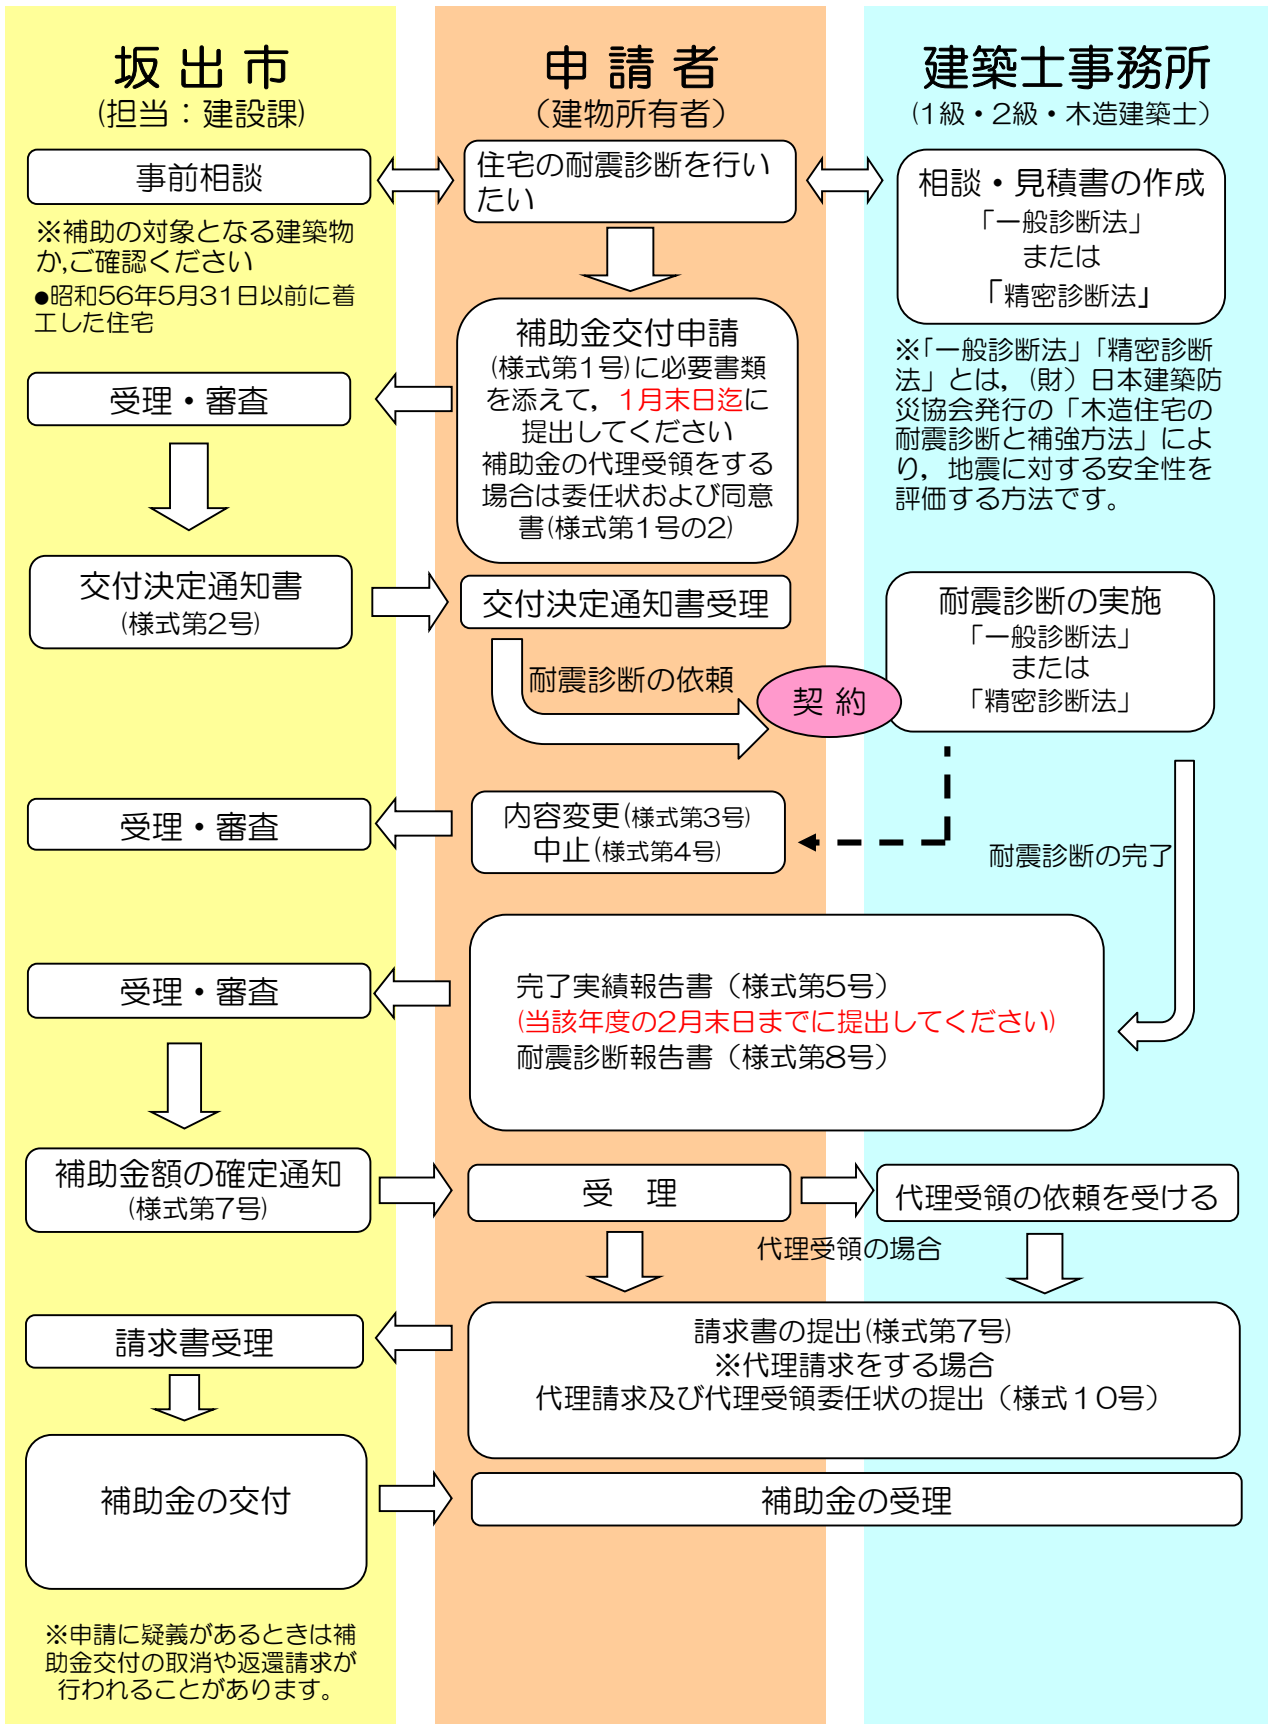 坂出市
(担当：建設課)
申請者
（建物所有者）
建築士事務所
(1級・2級・木造建築士）
事前相談
住宅の耐震診断を行い
たい
相談・見積書の作成
「一般診断法」
または
「精密診断法」
※補助の対象となる建築物
か,ご確認ください
●昭和56年5月31日以前に着
工した住宅
補助金交付申請
(様式第1号)に必要書類
を添えて，1月末日迄に
提出してください
補助金の代理受領をする
場合は委任状および同意
書(様式第1号の2)
※「一般診断法」「精密診断
法」とは，(財）日本建築防
災協会発行の「木造住宅の
耐震診断と補強方法」によ
り，地震に対する安全性を
評価する方法です。
受理・審査
交付決定通知書
(様式第2号)
交付決定通知書受理
耐震診断の実施
「一般診断法」
または
「精密診断法」
耐震診断の依頼
契約
受理・審査
内容変更(様式第3号)
中止(様式第4号)
耐震診断の完了
受理・審査
完了実績報告書（様式第5号）
(当該年度の2月末日までに提出してください)
耐震診断報告書（様式第8号）
補助金額の確定通知
(様式第7号)
受　理
代理受領の依頼を受ける
代理受領の場合
請求書受理
請求書の提出(様式第7号)
※代理請求をする場合
代理請求及び代理受領委任状の提出（様式１０号）
補助金の交付
補助金の受理
※申請に疑義があるときは補
助金交付の取消や返還請求が
行われることがあります。